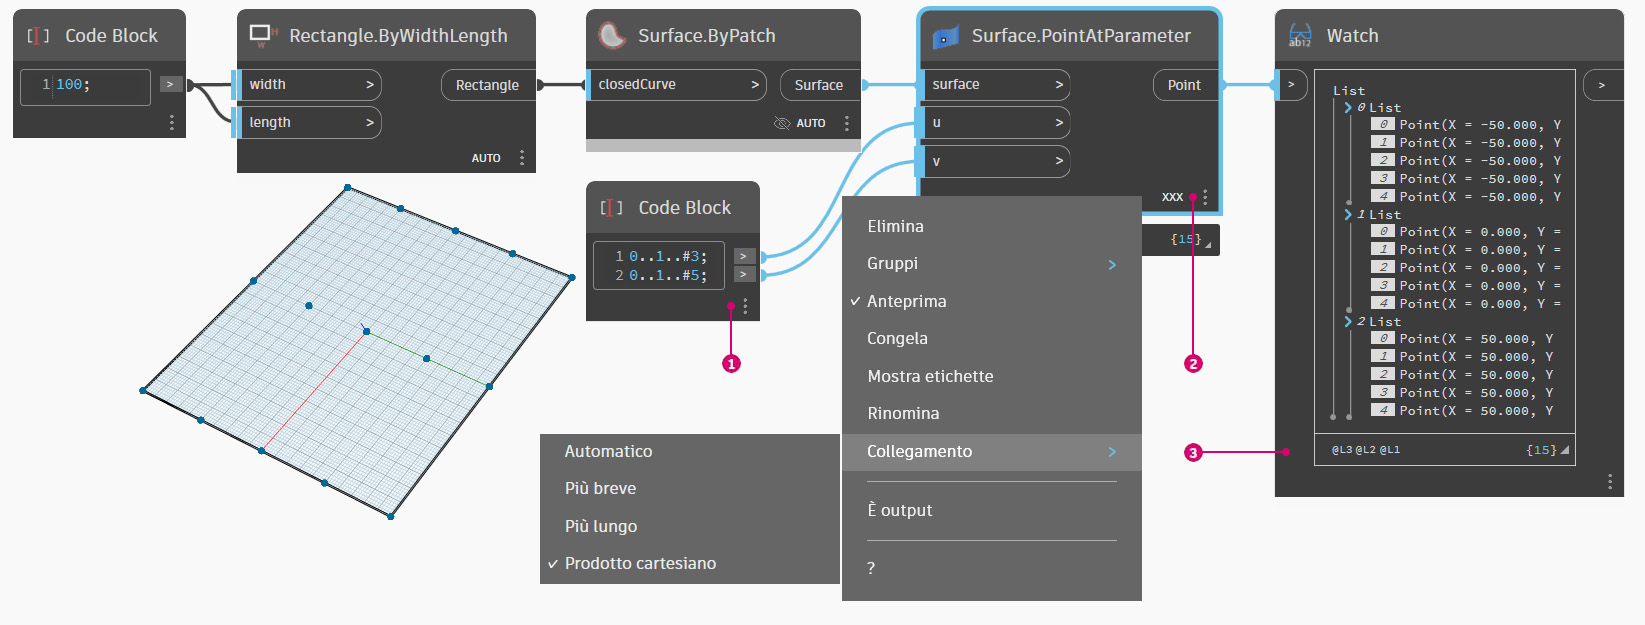 Code Block
1 100;
>
Rectangle.ByWidthLength
width >
length >
Rectangle
AUTO
Surface.ByPatch
closedCurve >
Surface
AUTO
Code Block
1 0..1..#3;
2 0..1..#5;
>
>
Surface.PointAtParameter
surface >
u >
v >
Point
XXX
{15}
Watch
>
>
List
0 List
0 Point(X = -50.000, Y
1 Point(X = -50.000, Y
2 Point(X = -50.000, Y
3 Point(X = -50.000, Y
4 Point(X = -50.000, Y
1 List
0 Point(X = 0.000, Y =
1 Point(X = 0.000, Y =
2 Point(X = 0.000, Y =
3 Point(X = 0.000, Y =
4 Point(X = 0.000, Y =
2 List
0 Point(X = 50.000, Y
1 Point(X = 50.000, Y
2 Point(X = 50.000, Y
3 Point(X = 50.000, Y
4 Point(X = 50.000, Y
@L3 @L2 @L1 {15}
Elimina
Gruppi >
✓ Anteprima
Congela
Mostra etichette
Rinomina
Collegamento >
È output
?
Automatico
Più breve
Più lungo
✓ Prodotto cartesiano
1
2
3